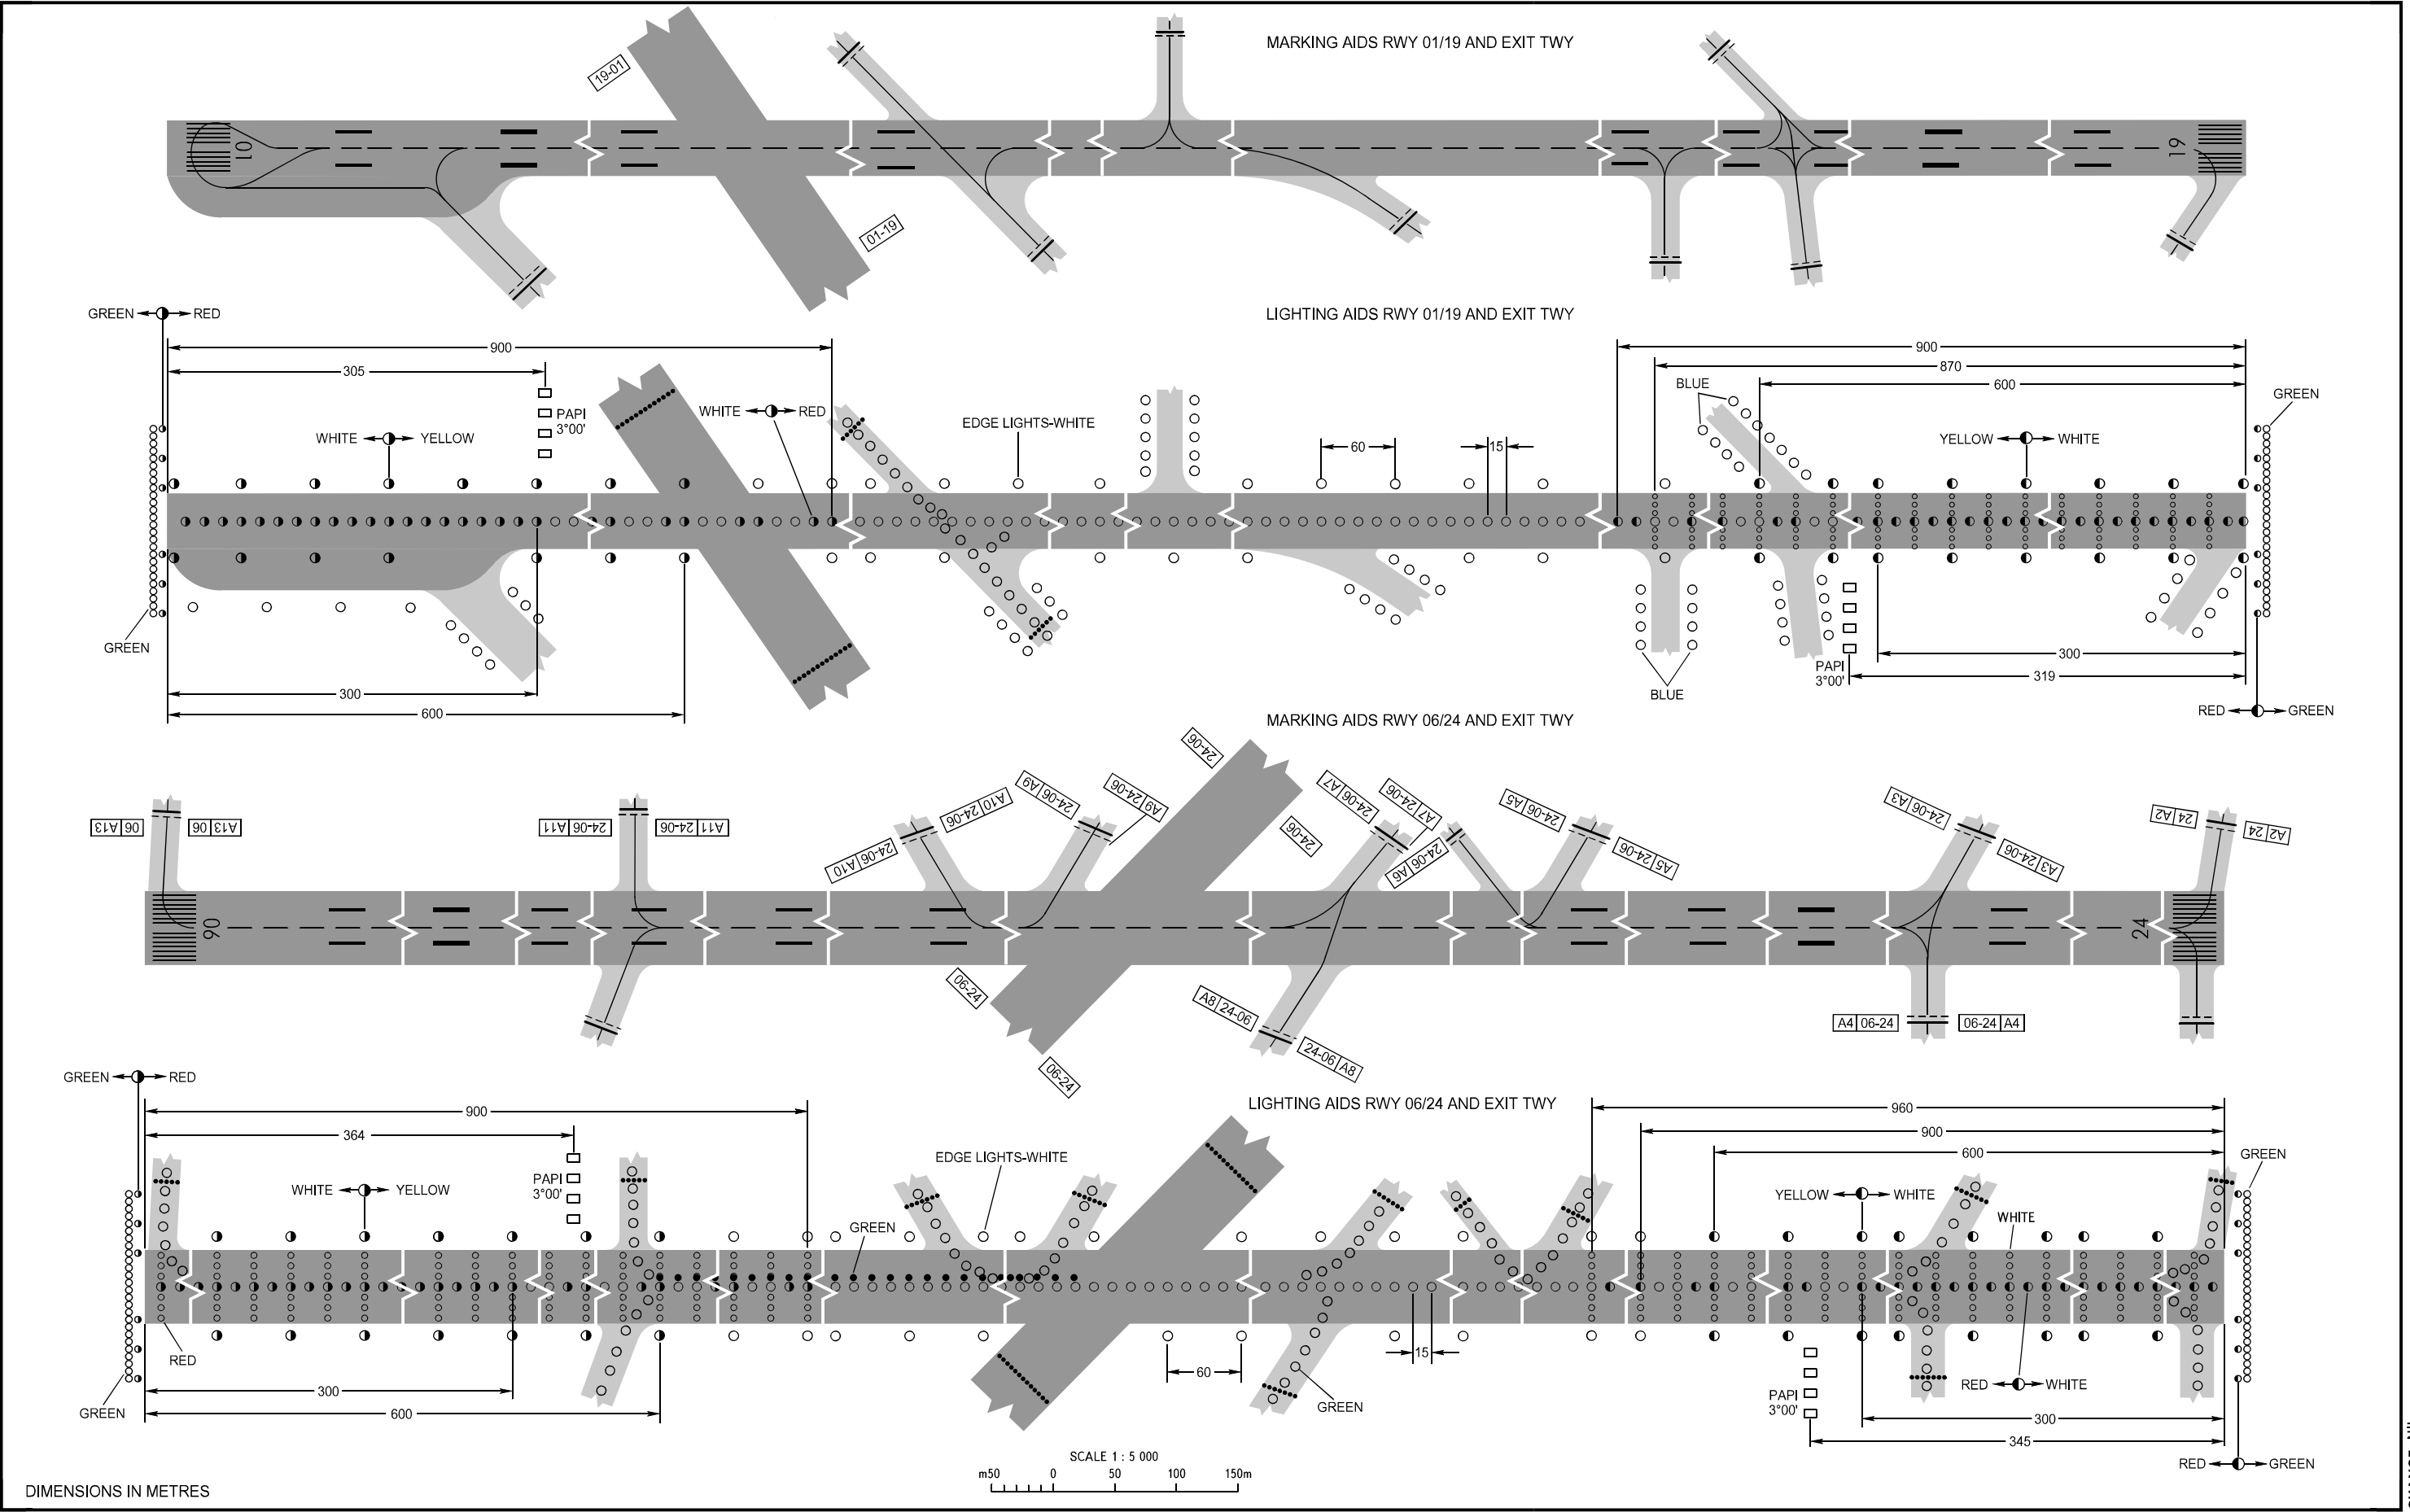 MARKING AIDS RWY 01/19 AND EXIT TWY
19-01
01
19
01-19
LIGHTING AIDS RWY 01/19 AND EXIT TWY
GREEN RED
900
900
305
870
BLUE
600
GREEN
PAPI
3°00'
WHITE RED
EDGE LIGHTS-WHITE
WHITE YELLOW
60
15
YELLOW WHITE
GREEN
300
600
BLUE
PAPI
3°00'
300
319
RED GREEN
MARKING AIDS RWY 06/24 AND EXIT TWY
24-06
A13 06
06 A13
A11 24-06
24-06 A11
A10 24-06
24-06 A10
A9 24-06
24-06 A9
24-06
A7 24-06
24-06 A7
A6 24-06
A5 24-06
24-06 A5
A3 24-06
24-06 A3
A2 24
24 A2
06
24
06-24
06-24
A8 24-06
24-06 A8
A4 06-24
06-24 A4
LIGHTING AIDS RWY 06/24 AND EXIT TWY
GREEN RED
900
960
364
900
600
PAPI
3°00'
EDGE LIGHTS-WHITE
GREEN
WHITE YELLOW
YELLOW WHITE
WHITE
GREEN
RED
15
60
300
600
GREEN
GREEN
PAPI
3°00'
RED WHITE
300
345
RED GREEN
SCALE 1 : 5 000
m50 0 50 100 150m
DIMENSIONS IN METRES